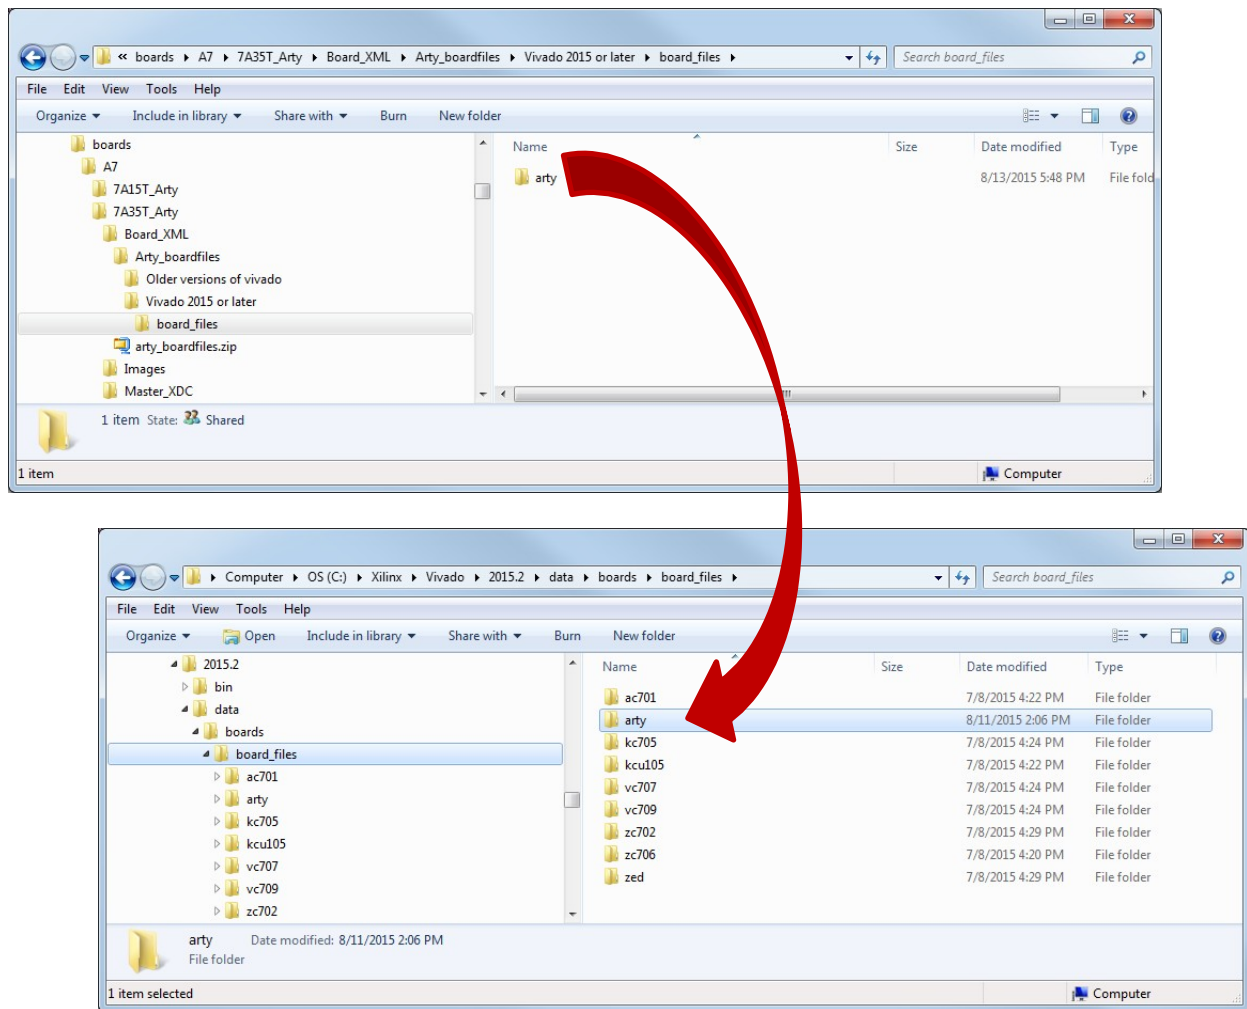 « boards ▸ A7 ▸ 7A35T_Arty ▸ Board_XML ▸ Arty_boardfiles ▸ Vivado 2015 or later ▸ board_files ▸ Search board_files
File Edit View Tools Help
Organize ▾ Include in library ▾ Share with ▾ Burn New folder
boards
A7
7A15T_Arty
7A35T_Arty
Board_XML
Arty_boardfiles
Older versions of vivado
Vivado 2015 or later
board_files
arty_boardfiles.zip
Images
Master_XDC
Name Size Date modified Type
arty 8/13/2015 5:48 PM File fold
1 item State: Shared
1 item Computer
▸ Computer ▸ OS (C:) ▸ Xilinx ▸ Vivado ▸ 2015.2 ▸ data ▸ boards ▸ board_files ▸ Search board_files
File Edit View Tools Help
Organize ▾ Open Include in library ▾ Share with ▾ Burn New folder
2015.2
bin
data
boards
board_files
ac701
arty
kc705
kcu105
vc707
vc709
zc702
Name Size Date modified Type
ac701 7/8/2015 4:22 PM File folder
arty 8/11/2015 2:06 PM File folder
kc705 7/8/2015 4:24 PM File folder
kcu105 7/8/2015 4:22 PM File folder
vc707 7/8/2015 4:24 PM File folder
vc709 7/8/2015 4:24 PM File folder
zc702 7/8/2015 4:29 PM File folder
zc706 7/8/2015 4:20 PM File folder
zed 7/8/2015 4:29 PM File folder
arty Date modified: 8/11/2015 2:06 PM
File folder
1 item selected Computer